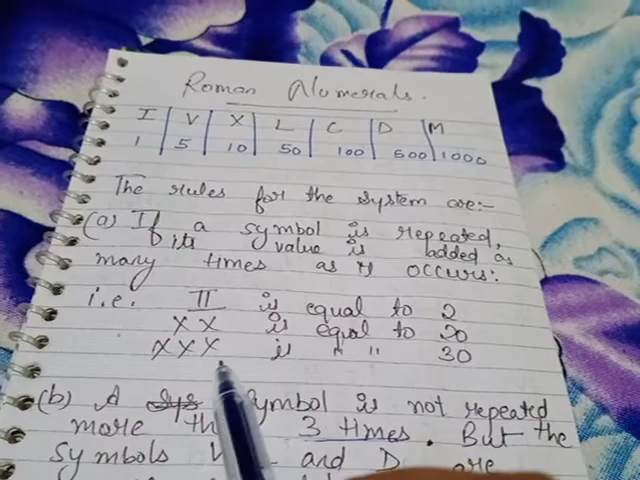 Roman Numerals.
I V X L C D M
1 5 10 50 100 500 1000
The rules for the system are:-
(a) If a symbol is repeated,
its value is added as
many times as it occurs:
i.e. II is equal to 2
XX is equal to 20
XXX is " " 30
(b) A symbol is not repeated
more 3 times. But the
symbols V and D are